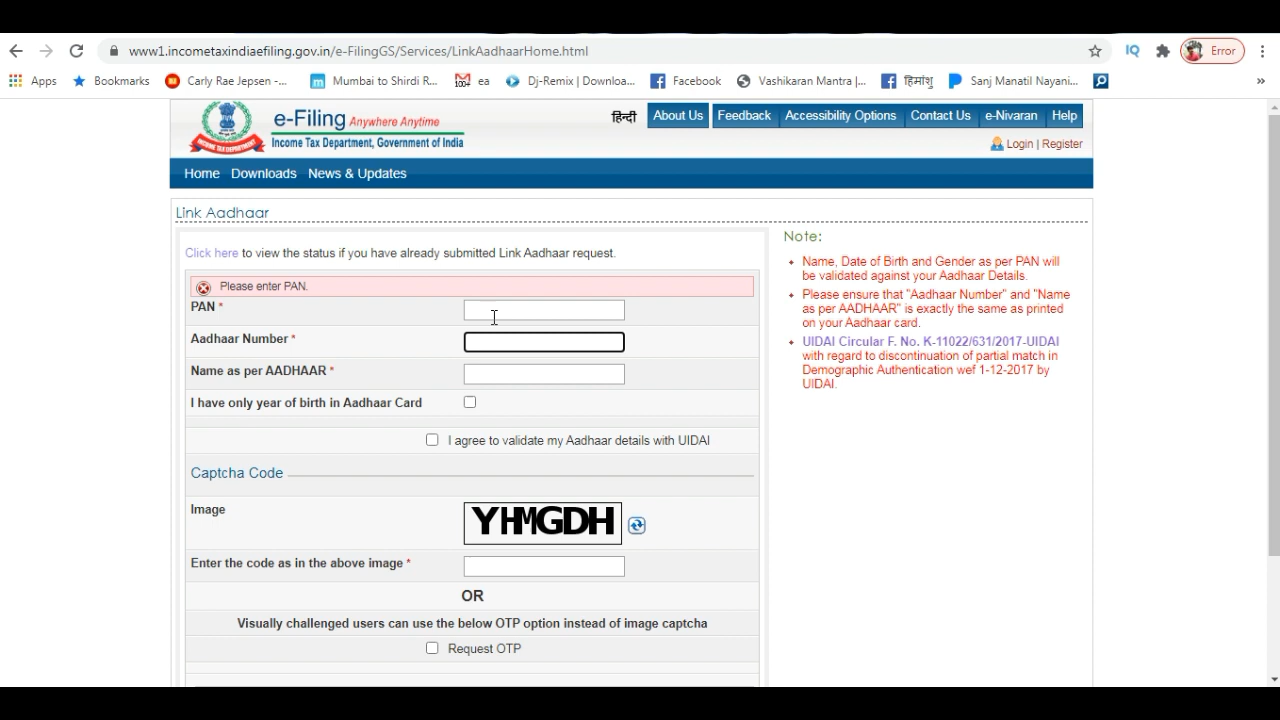 www1.incometaxindiaefiling.gov.in/e-FilingGS/Services/LinkAadhaarHome.html
IQ
Error
Apps
Bookmarks
Carly Rae Jepsen -...
Mumbai to Shirdi R...
100+
ea
Dj-Remix | Downloa...
Facebook
Vashikaran Mantra |...
हिमांशु
Sanj Manatil Nayani...
»
e-Filing Anywhere Anytime
Income Tax Department, Government of India
हिन्दी
About Us
Feedback
Accessibility Options
Contact Us
e-Nivaran
Help
Login | Register
Home
Downloads
News & Updates
Link Aadhaar
Click here to view the status if you have already submitted Link Aadhaar request.
Please enter PAN.
PAN *
Aadhaar Number *
Name as per AADHAAR *
I have only year of birth in Aadhaar Card
I agree to validate my Aadhaar details with UIDAI
Captcha Code
Image
YHMGDH
Enter the code as in the above image *
OR
Visually challenged users can use the below OTP option instead of image captcha
Request OTP
Note:
Name, Date of Birth and Gender as per PAN will
be validated against your Aadhaar Details.
Please ensure that "Aadhaar Number" and "Name
as per AADHAAR" is exactly the same as printed
on your Aadhaar card.
UIDAI Circular F. No. K-11022/631/2017-UIDAI
with regard to discontinuation of partial match in
Demographic Authentication wef 1-12-2017 by
UIDAI.